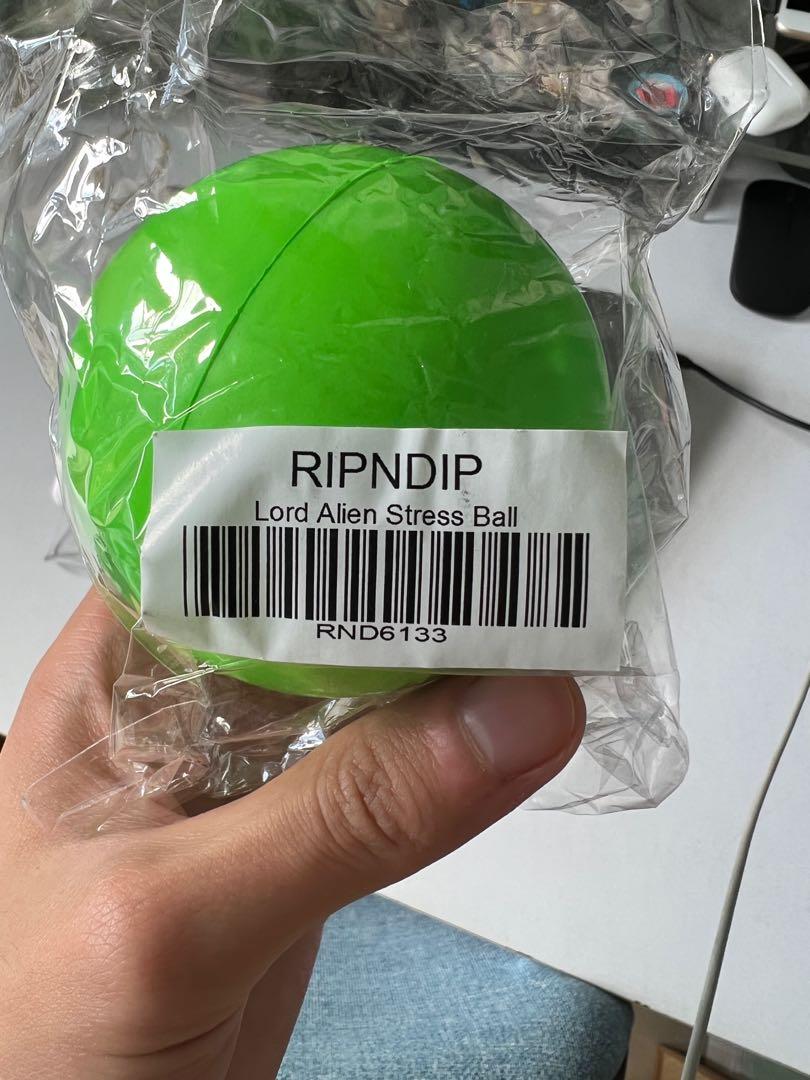 RIPNDIP
Lord Alien Stress Ball
RND6133